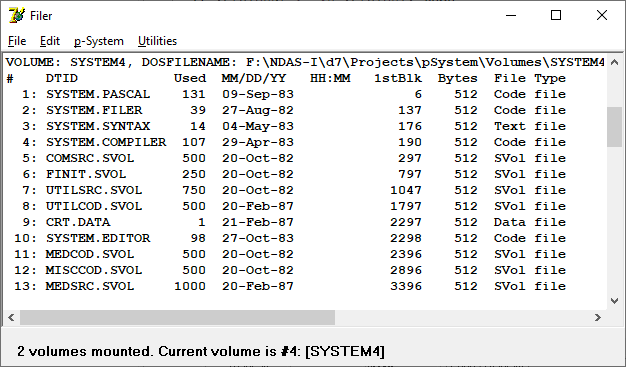 Filer
File Edit p-System Utilities
VOLUME: SYSTEM4, DOSFILENAME: F:\NDAS-I\d7\Projects\pSystem\Volumes\SYSTEM4
# DTID Used MM/DD/YY HH:MM 1stBlk Bytes File Type
1: SYSTEM.PASCAL 131 09-Sep-83 6 512 Code file
2: SYSTEM.FILER 39 27-Aug-82 137 512 Code file
3: SYSTEM.SYNTAX 14 04-May-83 176 512 Text file
4: SYSTEM.COMPILER 107 29-Apr-83 190 512 Code file
5: COMSRC.SVOL 500 20-Oct-82 297 512 SVol file
6: FINIT.SVOL 250 20-Oct-82 797 512 SVol file
7: UTILSRC.SVOL 750 20-Oct-82 1047 512 SVol file
8: UTILCOD.SVOL 500 20-Feb-87 1797 512 SVol file
9: CRT.DATA 1 21-Feb-87 2297 512 Data file
10: SYSTEM.EDITOR 98 27-Oct-83 2298 512 Code file
11: MEDCOD.SVOL 500 20-Oct-82 2396 512 SVol file
12: MISCCOD.SVOL 500 20-Oct-82 2896 512 SVol file
13: MEDSRC.SVOL 1000 20-Feb-87 3396 512 SVol file
2 volumes mounted. Current volume is #4: [SYSTEM4]